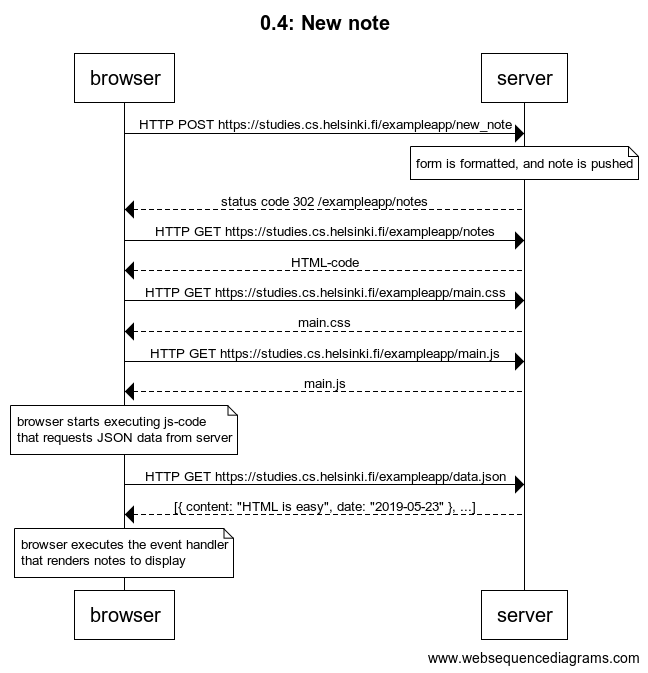 0.4: New note
browser
server
HTTP POST https://studies.cs.helsinki.fi/exampleapp/new_note
form is formatted, and note is pushed
status code 302 /exampleapp/notes
HTTP GET https://studies.cs.helsinki.fi/exampleapp/notes
HTML-code
HTTP GET https://studies.cs.helsinki.fi/exampleapp/main.css
main.css
HTTP GET https://studies.cs.helsinki.fi/exampleapp/main.js
main.js
browser starts executing js-code
that requests JSON data from server
HTTP GET https://studies.cs.helsinki.fi/exampleapp/data.json
[{ content: "HTML is easy", date: "2019-05-23" }, ...]
browser executes the event handler
that renders notes to display
browser
server
www.websequencediagrams.com